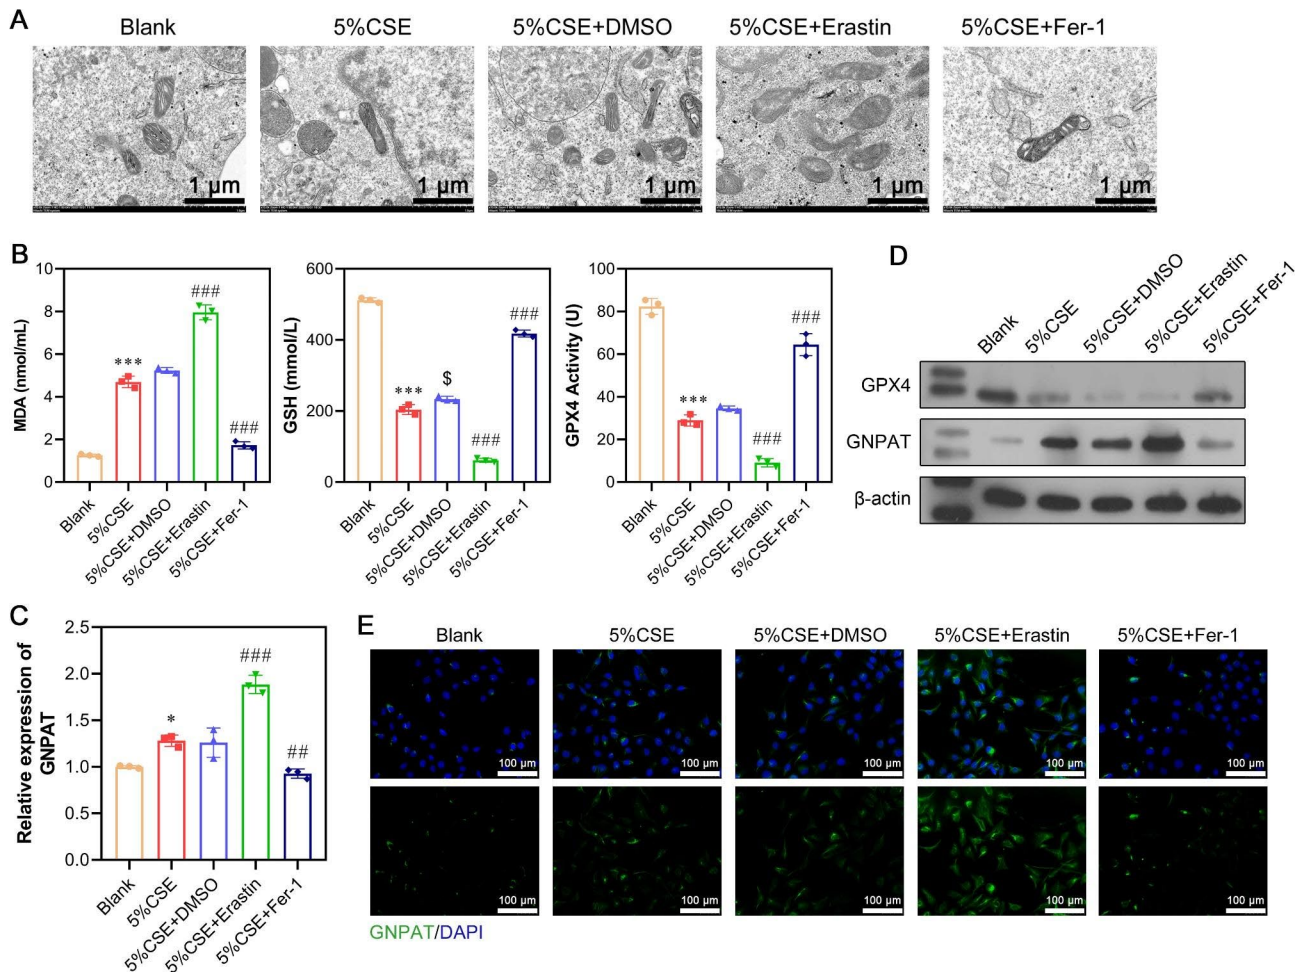 A
Blank
5%CSE
5%CSE+DMSO
5%CSE+Erastin
5%CSE+Fer-1
1 μm
1 μm
1 μm
1 μm
1 μm
B
MDA (nmol/mL)
10
8
6
4
2
0
***
###
###
Blank
5%CSE
5%CSE+DMSO
5%CSE+Erastin
5%CSE+Fer-1
GSH (mmol/L)
600
400
200
0
***
$
###
###
Blank
5%CSE
5%CSE+DMSO
5%CSE+Erastin
5%CSE+Fer-1
GPX4 Activity (U)
100
80
60
40
20
0
***
###
###
Blank
5%CSE
5%CSE+DMSO
5%CSE+Erastin
5%CSE+Fer-1
D
Blank
5%CSE
5%CSE+DMSO
5%CSE+Erastin
5%CSE+Fer-1
GPX4
GNPAT
β-actin
C
Relative expression of
GNPAT
2.5
2.0
1.5
1.0
0.5
0.0
*
###
##
Blank
5%CSE
5%CSE+DMSO
5%CSE+Erastin
5%CSE+Fer-1
E
Blank
5%CSE
5%CSE+DMSO
5%CSE+Erastin
5%CSE+Fer-1
100 μm
100 μm
100 μm
100 μm
100 μm
100 μm
100 μm
100 μm
100 μm
100 μm
GNPAT/DAPI